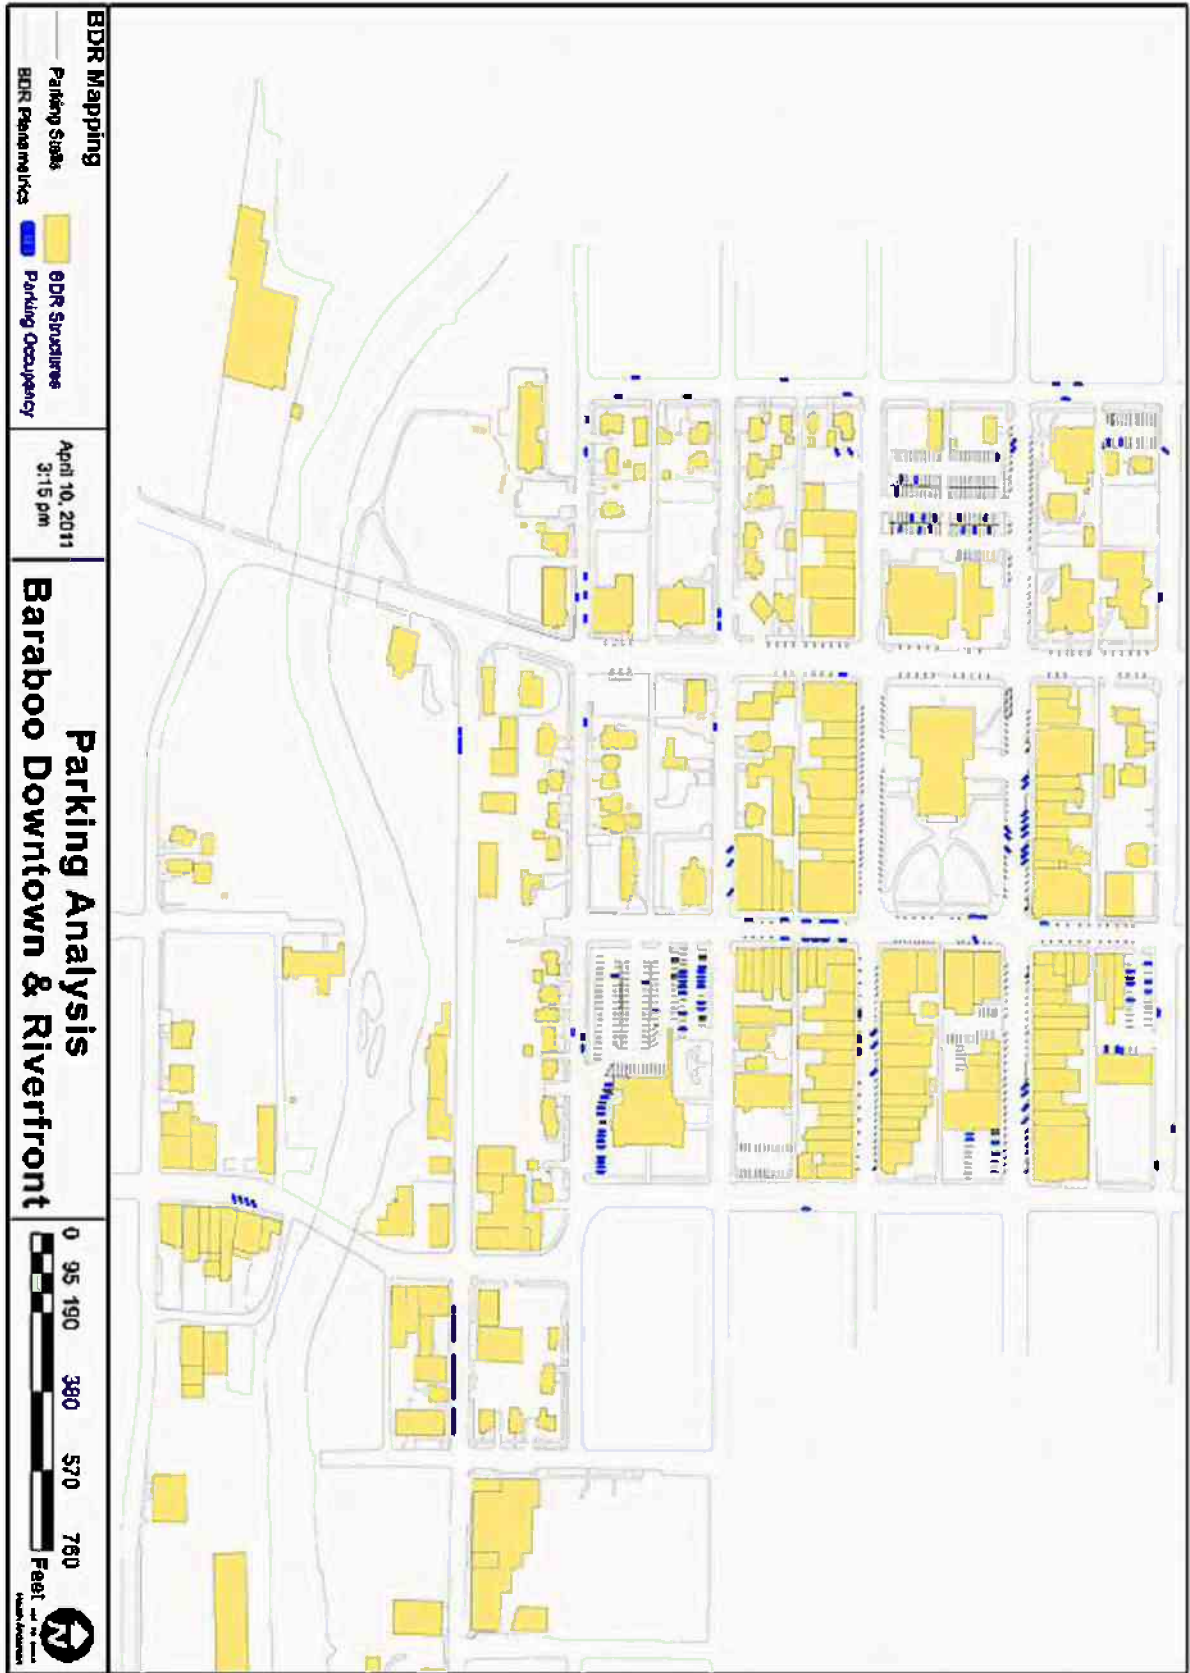 BDR Mapping
Parking Stalls
BDR Structures
BDR Planametrics
Parking Occupancy
April 10, 2011
3:15 pm
Parking Analysis
Baraboo Downtown & Riverfront
0 95 190 380 570 760
Feet